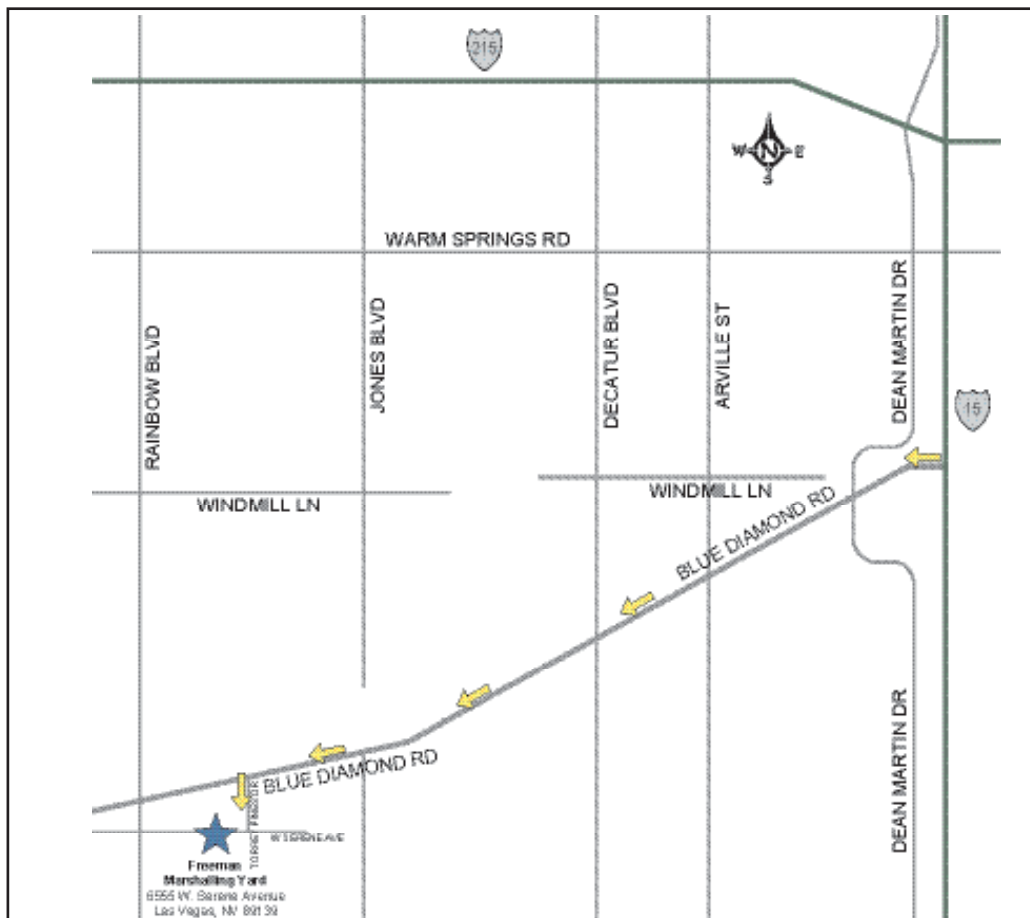 215
W N E
S
WARM SPRINGS RD
RAINBOW BLVD
JONES BLVD
DECATUR BLVD
ARVILLE ST
DEAN MARTIN DR
15
WINDMILL LN
WINDMILL LN
BLUE DIAMOND RD
BLUE DIAMOND RD
DEAN MARTIN DR
W SERENE AVE
Freeman
Marshalling Yard
6555 W. Serene Avenue
Las Vegas, NV 89139